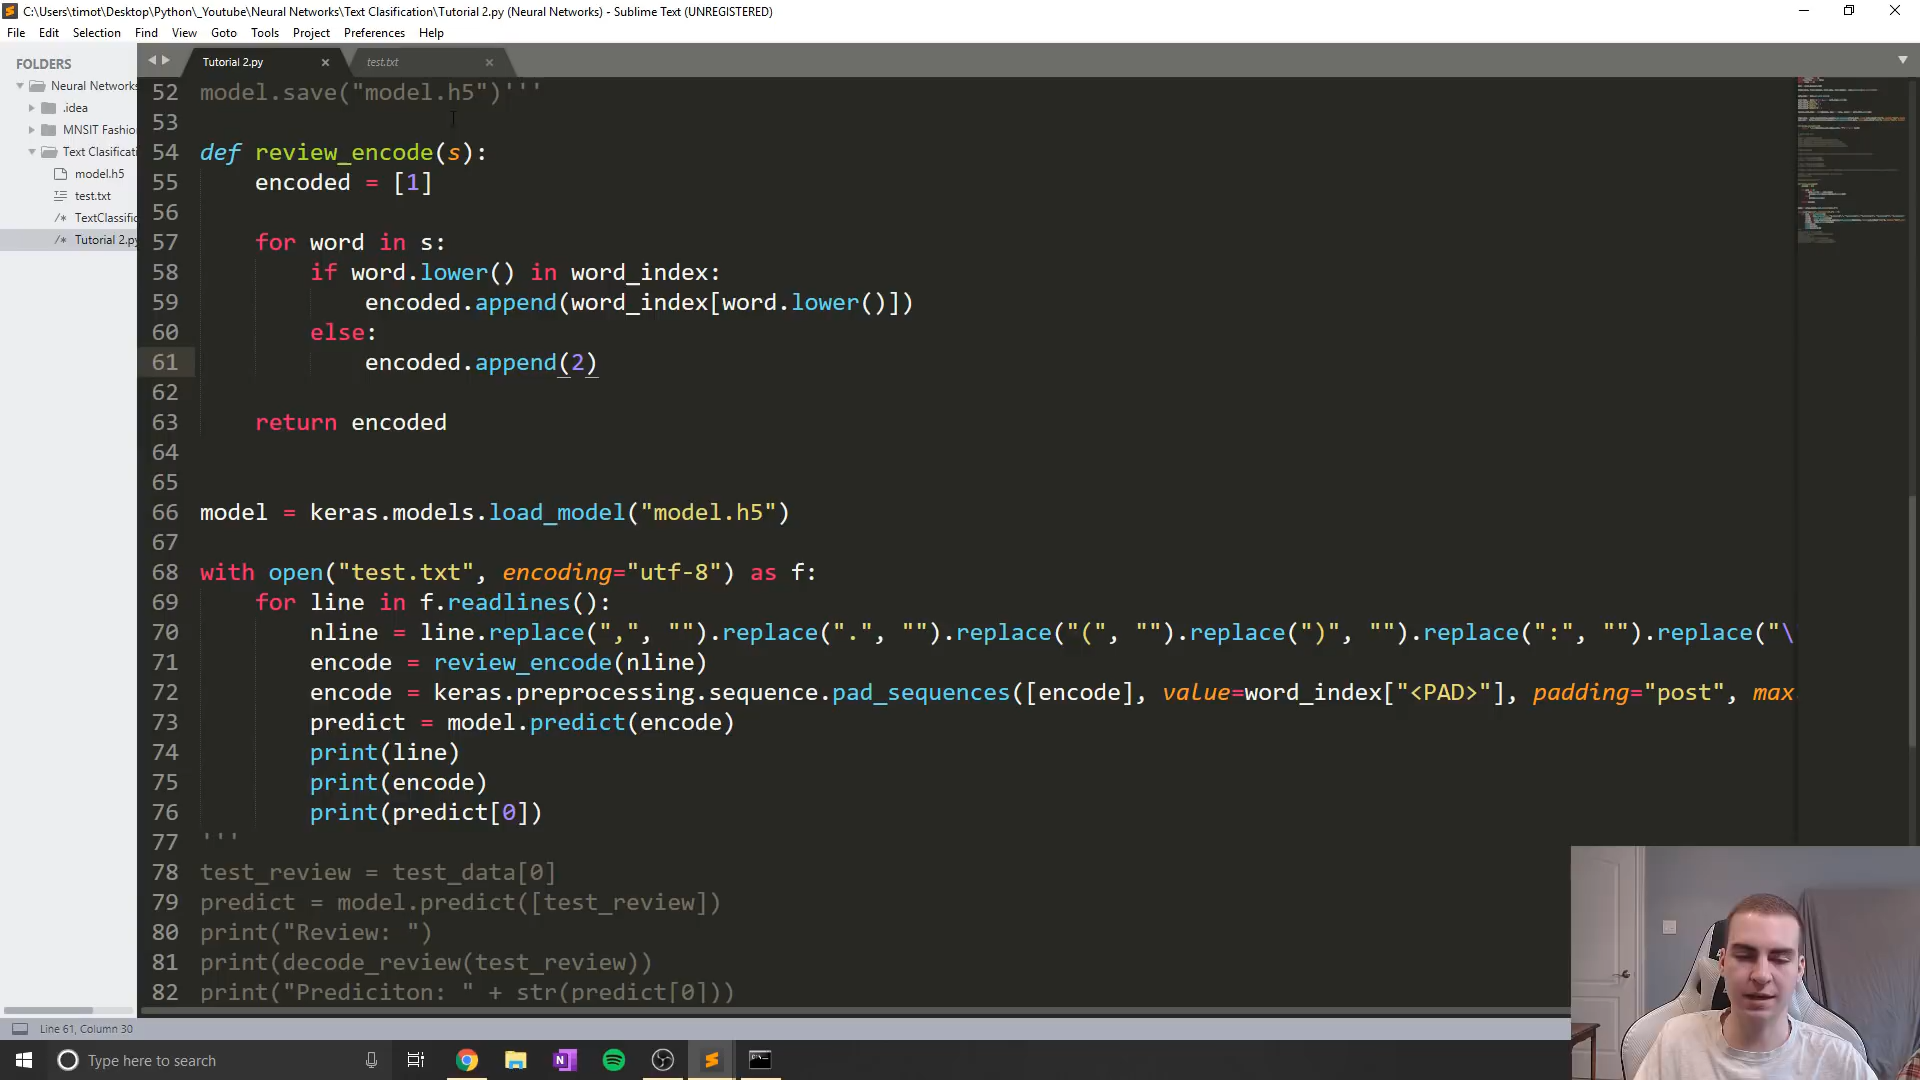 C:\Users\timot\Desktop\Python\_Youtube\Neural Networks\Text Clasification\Tutorial 2.py (Neural Networks) - Sublime Text (UNREGISTERED)
File Edit Selection Find View Goto Tools Project Preferences Help
FOLDERS
Neural Networks
.idea
MNSIT Fashio
Text Clasificati
model.h5
test.txt
TextClassific
Tutorial 2.py
Tutorial 2.py test.txt
52 model.save("model.h5")'''
53
54 def review_encode(s):
55 encoded = [1]
56
57 for word in s:
58 if word.lower() in word_index:
59 encoded.append(word_index[word.lower()])
60 else:
61 encoded.append(2)
62
63 return encoded
64
65
66 model = keras.models.load_model("model.h5")
67
68 with open("test.txt", encoding="utf-8") as f:
69 for line in f.readlines():
70 nline = line.replace(",", "").replace(".", "").replace("(", "").replace(")", "").replace(":", "").replace("\
71 encode = review_encode(nline)
72 encode = keras.preprocessing.sequence.pad_sequences([encode], value=word_index["<PAD>"], padding="post", max
73 predict = model.predict(encode)
74 print(line)
75 print(encode)
76 print(predict[0])
77 '''
78 test_review = test_data[0]
79 predict = model.predict([test_review])
80 print("Review: ")
81 print(decode_review(test_review))
82 print("Prediciton: " + str(predict[0]))
Line 61, Column 30
Type here to search